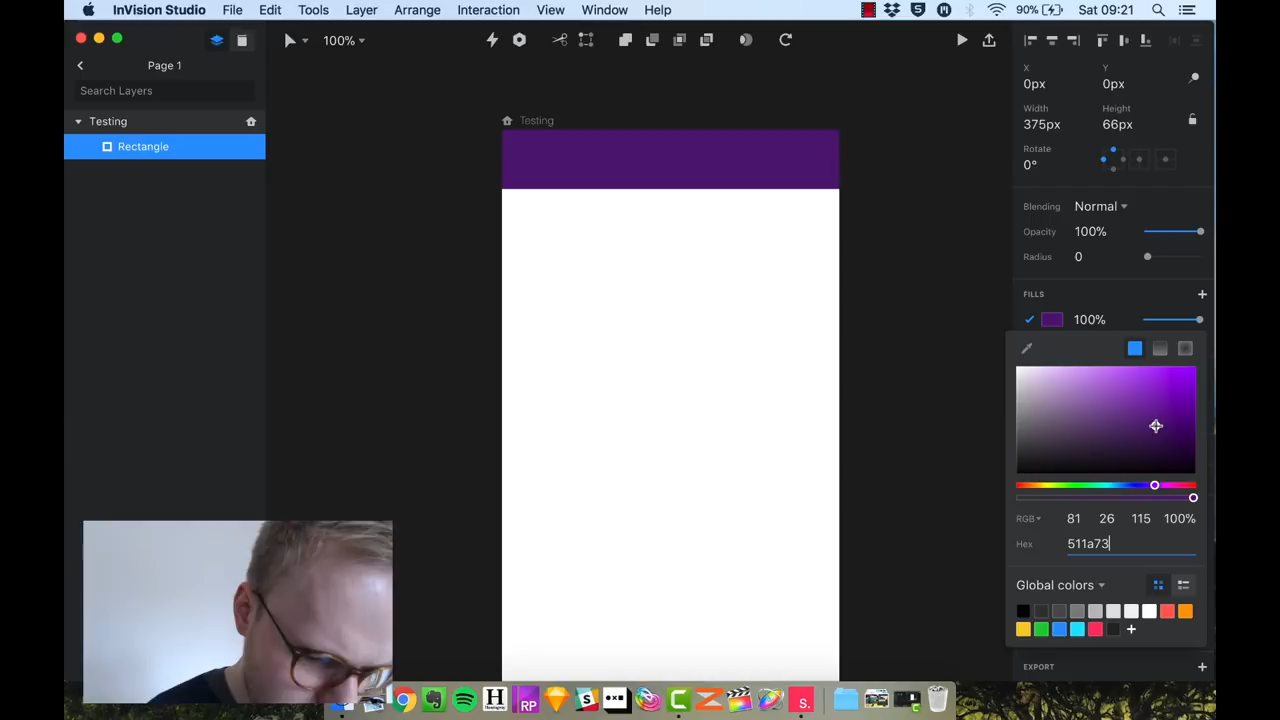 InVision Studio File Edit Tools Layer Arrange Interaction View Window Help 90% Sat 09:21
100%
Page 1
Search Layers
Testing
Rectangle
Testing
X Y
0px 0px
Width Height
375px 66px
Rotate
0°
Blending Normal
Opacity 100%
Radius 0
FILLS
100%
RGB 81 26 115 100%
Hex 511a73
Global colors
EXPORT
H RP S.